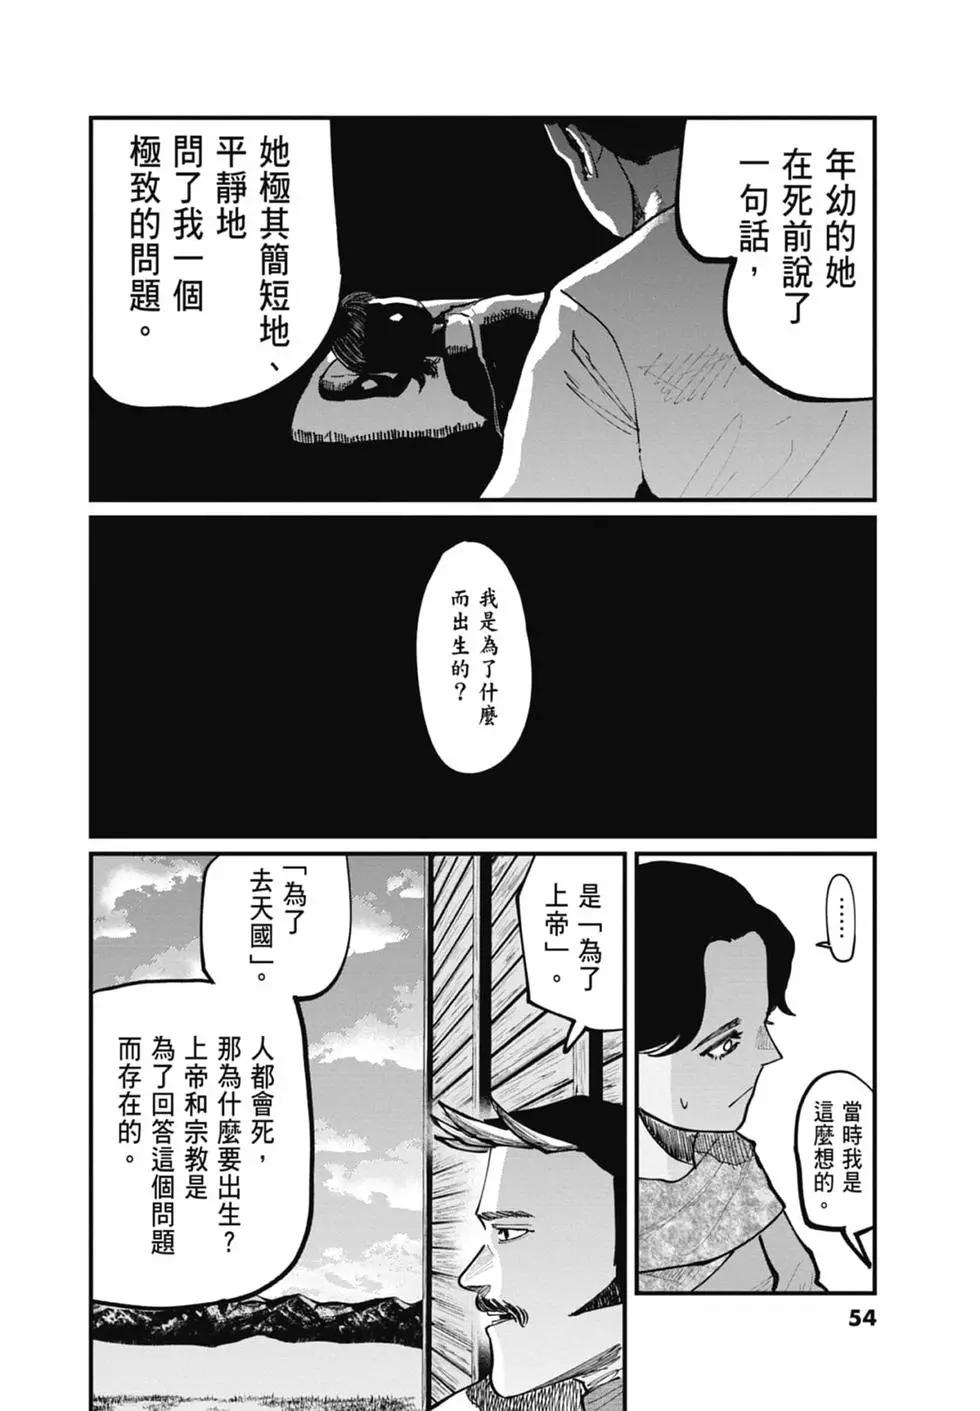 年幼的她
在死前說了
一句話，
她極其簡短地、
平靜地
問了我一個
極致的問題。
我是為了什麼
而出生的？
……
當時我是
這麼想的。
是「為了
上帝」。
「為了
去天國」。
人都會死，
那為什麼要出生？
上帝和宗教是
為了回答這個問題
而存在的。
54